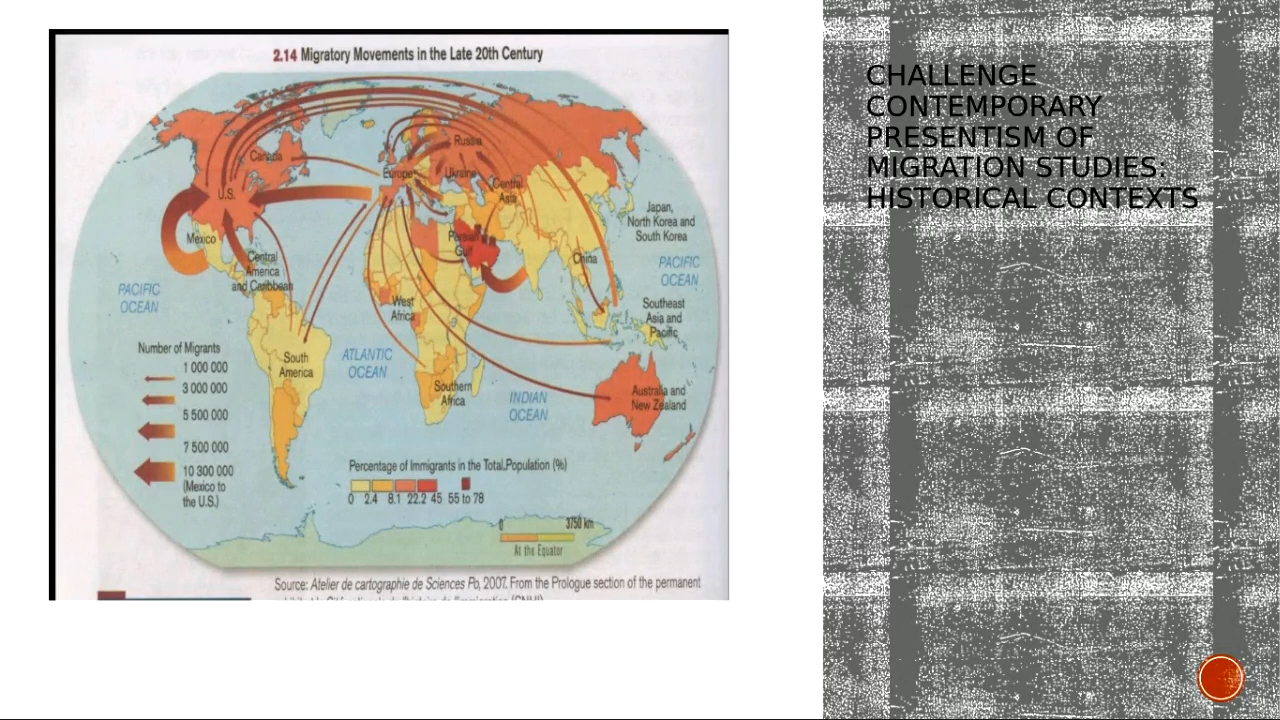 2.14 Migratory Movements in the Late 20th Century
Canada
Russia
Europe
Ukraine
Central
Asia
U.S.
Japan,
North Korea and
South Korea
Mexico
Persian
Gulf
Central
America
and Caribbean
China
PACIFIC
OCEAN
PACIFIC
OCEAN
West
Africa
Southeast
Asia and
Pacific
South
America
ATLANTIC
OCEAN
Southern
Africa
INDIAN
OCEAN
Australia and
New Zealand
Number of Migrants
1 000 000
3 000 000
5 500 000
7 500 000
10 300 000
(Mexico to
the U.S.)
Percentage of Immigrants in the Total Population (%)
0 2.4 8.1 22.2 45 55 to 78
0 3750 km
At the Equator
Source: Atelier de cartographie de Sciences Po, 2007. From the Prologue section of the permanent
CHALLENGE
CONTEMPORARY
PRESENTISM OF
MIGRATION STUDIES:
HISTORICAL CONTEXTS